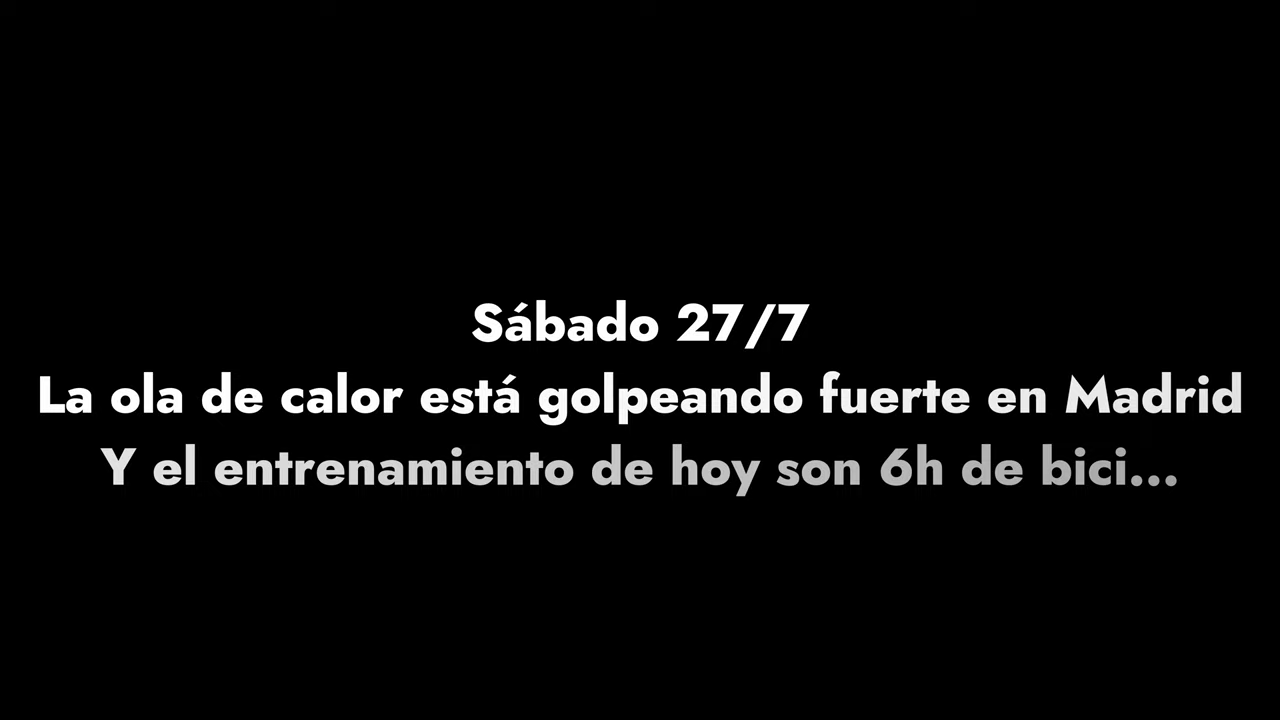 Sábado 27/7
La ola de calor está golpeando fuerte en Madrid
Y el entrenamiento de hoy son 6h de bici...